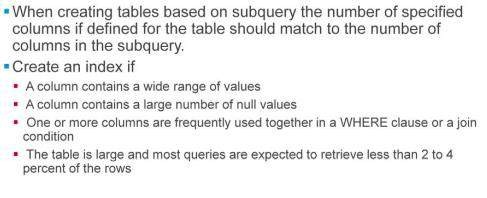 When creating tables based on subquery the number of specified
columns if defined for the table should match to the number of
columns in the subquery.
Create an index if
A column contains a wide range of values
A column contains a large number of null values
One or more columns are frequently used together in a WHERE clause or a join
condition
The table is large and most queries are expected to retrieve less than 2 to 4
percent of the rows